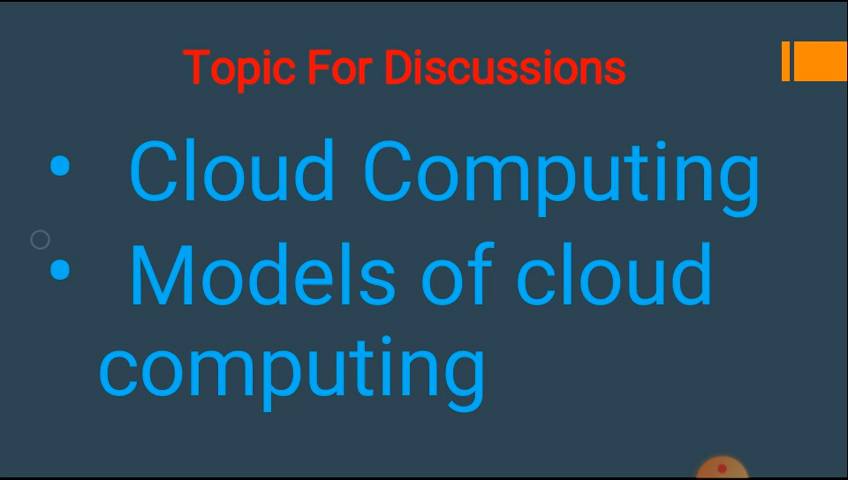 Topic For Discussions
• Cloud Computing
• Models of cloud
computing